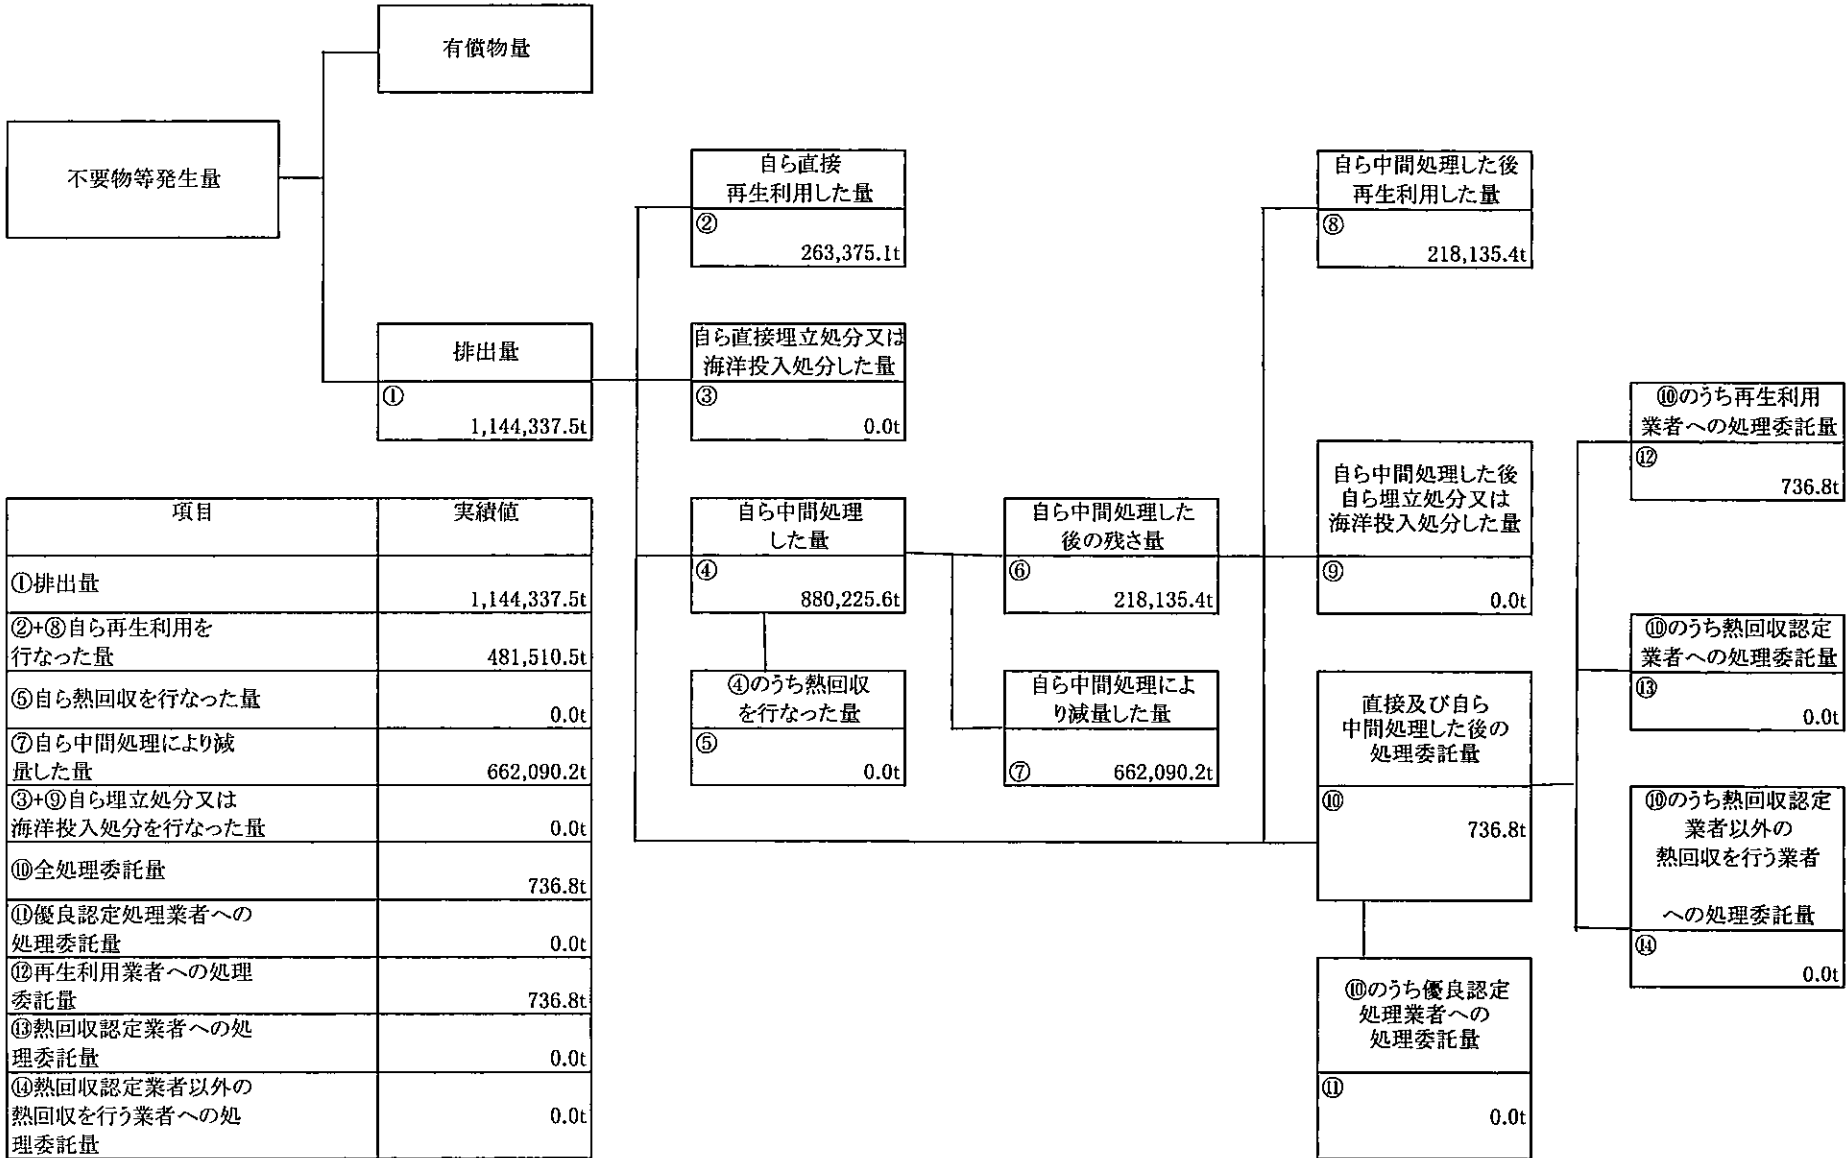 有償物量
不要物等発生量
自ら直接
再生利用した量
②
263,375.1t
自ら中間処理した後
再生利用した量
⑧
218,135.4t
排出量
①
1,144,337.5t
自ら直接埋立処分又は
海洋投入処分した量
③
0.0t
⑩のうち再生利用
業者への処理委託量
⑫
736.8t
自ら中間処理
した量
④
880,225.6t
自ら中間処理した
後の残さ量
⑥
218,135.4t
自ら中間処理した後
自ら埋立処分又は
海洋投入処分した量
⑨
0.0t
⑩のうち熱回収認定
業者への処理委託量
⑬
0.0t
④のうち熱回収
を行なった量
⑤
0.0t
自ら中間処理によ
り減量した量
⑦
662,090.2t
直接及び自ら
中間処理した後の
処理委託量
⑩
736.8t
⑩のうち熱回収認定
業者以外の
熱回収を行う業者
への処理委託量
⑭
0.0t
⑩のうち優良認定
処理業者への
処理委託量
⑪
0.0t
項目 実績値
①排出量
1,144,337.5t
②+⑧自ら再生利用を
行なった量 481,510.5t
⑤自ら熱回収を行なった量
0.0t
⑦自ら中間処理により減
量した量 662,090.2t
③+⑨自ら埋立処分又は
海洋投入処分を行なった量 0.0t
⑩全処理委託量
736.8t
⑪優良認定処理業者への
処理委託量 0.0t
⑫再生利用業者への処理
委託量 736.8t
⑬熱回収認定業者への処
理委託量 0.0t
⑭熱回収認定業者以外の
熱回収を行う業者への処 0.0t
理委託量